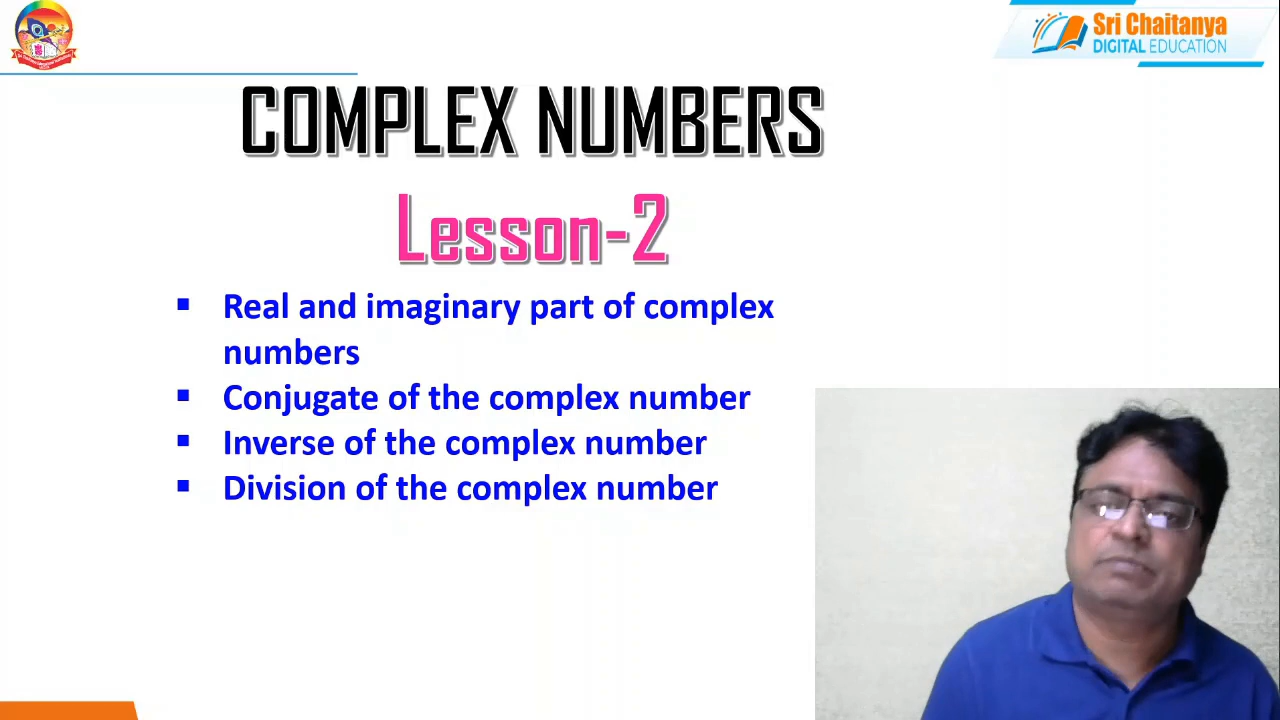 Sri Chaitanya
DIGITAL EDUCATION
COMPLEX NUMBERS
Lesson-2
▪ Real and imaginary part of complex
numbers
▪ Conjugate of the complex number
▪ Inverse of the complex number
▪ Division of the complex number